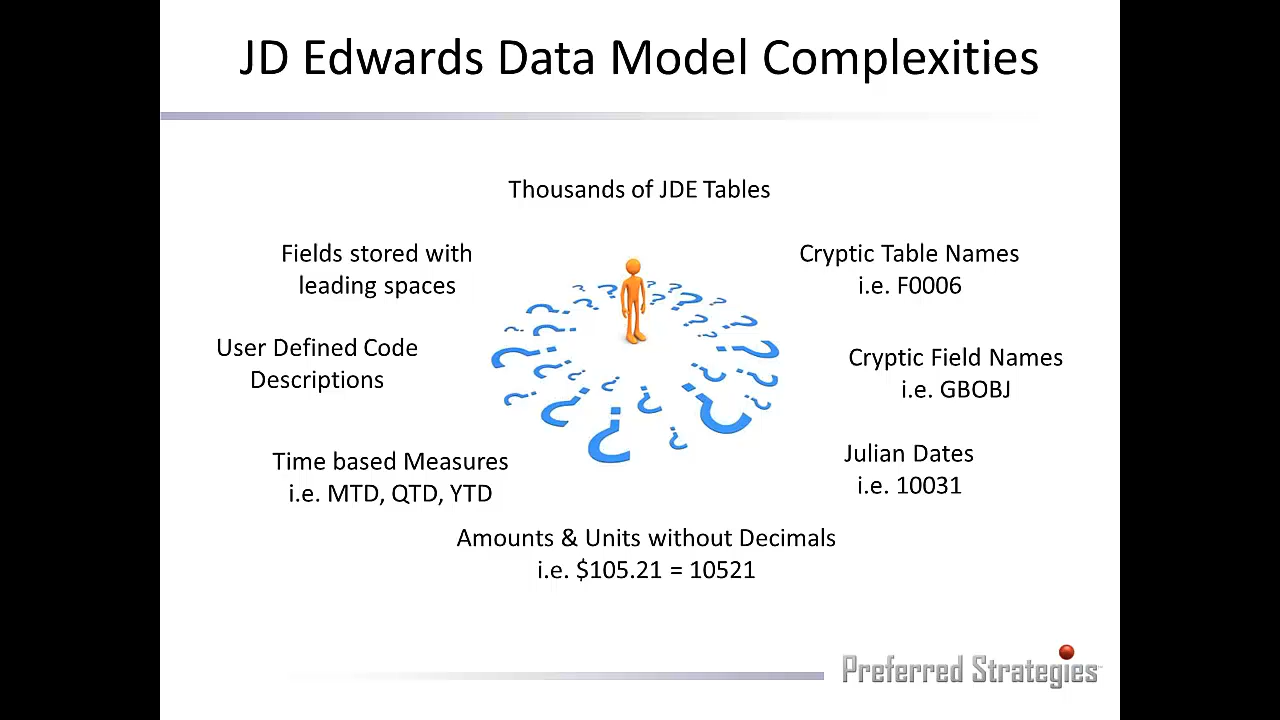 JD Edwards Data Model Complexities
Thousands of JDE Tables
Fields stored with
leading spaces
Cryptic Table Names
i.e. F0006
User Defined Code
Descriptions
Cryptic Field Names
i.e. GBOBJ
Time based Measures
i.e. MTD, QTD, YTD
Julian Dates
i.e. 10031
Amounts & Units without Decimals
i.e. $105.21 = 10521
Preferred Strategies